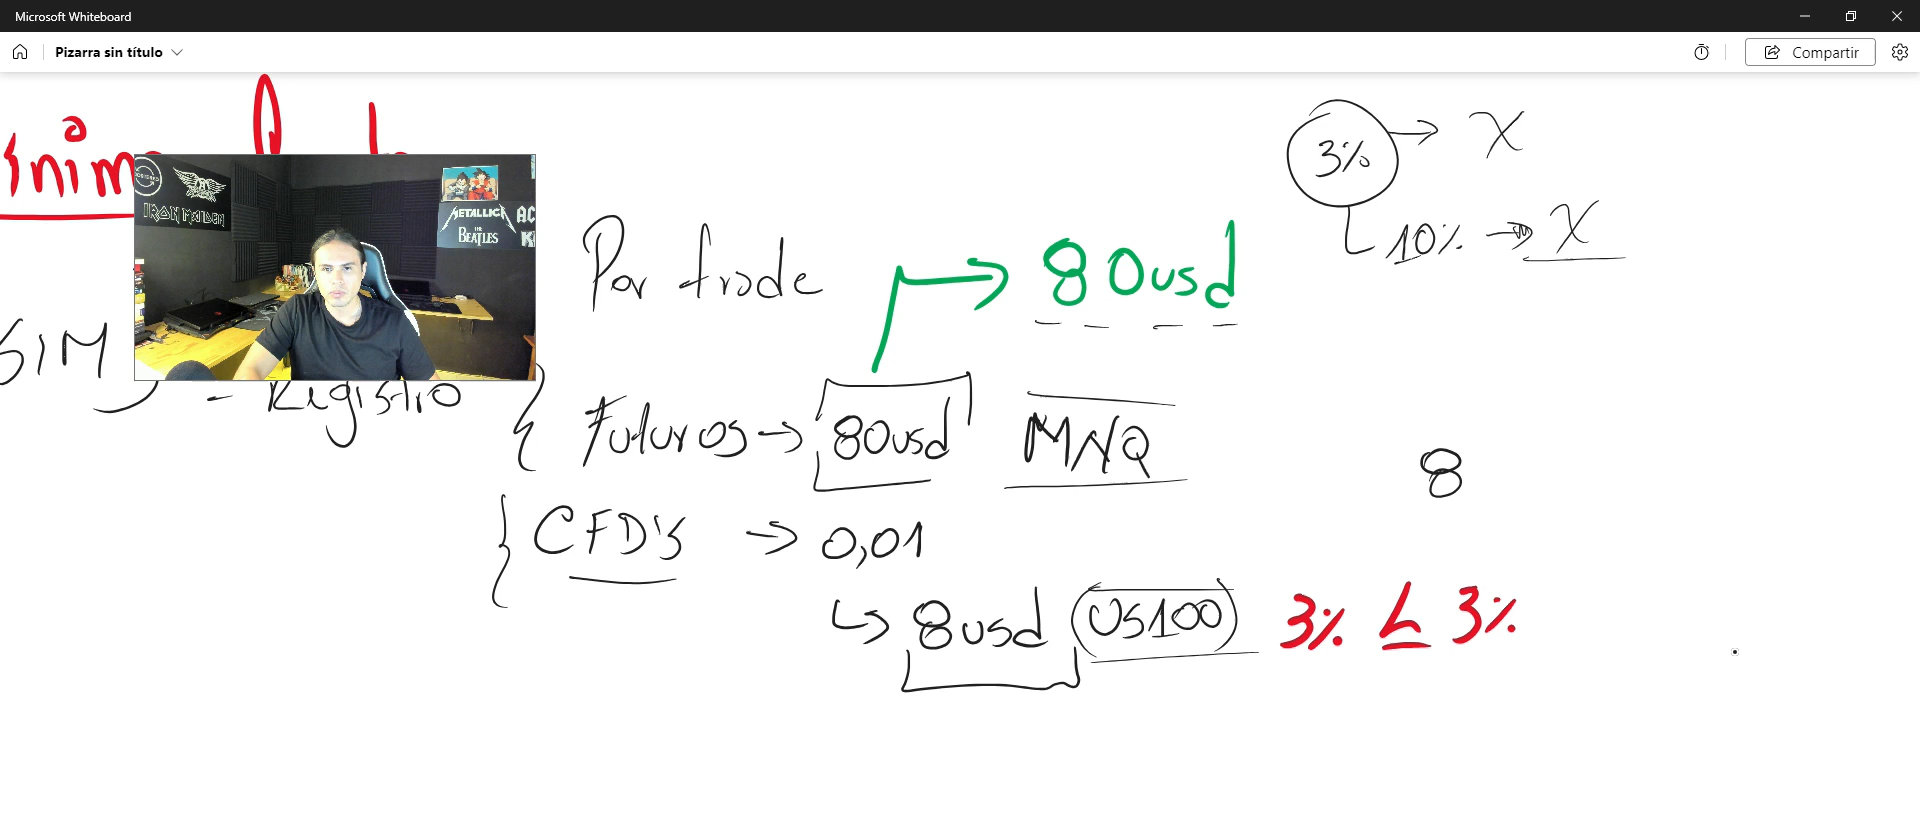 Microsoft Whiteboard
Pizarra sin título
Compartir
3% → X
10% → X
IRON MAIDEN
METALLICA
THE BEATLES
AC
Por trade
80usd
SIM
- Registro
Futuros → 80usd MNQ
8
CFD's → 0,01
8usd (US100) 3% 3%